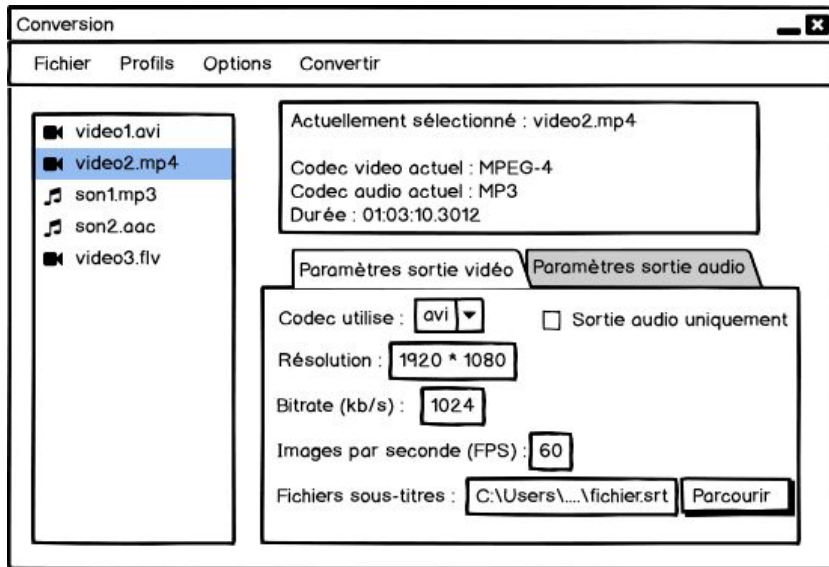 Conversion
Fichier Profils Options Convertir
video1.avi
video2.mp4
son1.mp3
son2.aac
video3.flv
Actuellement sélectionné : video2.mp4
Codec video actuel : MPEG-4
Codec audio actuel : MP3
Durée : 01:03:10.3012
Paramètres sortie vidéo Paramètres sortie audio
Codec utilise : avi Sortie audio uniquement
Résolution : 1920 * 1080
Bitrate (kb/s) : 1024
Images par seconde (FPS) : 60
Fichiers sous-titres : C:\Users\....\fichier.srt Parcourir